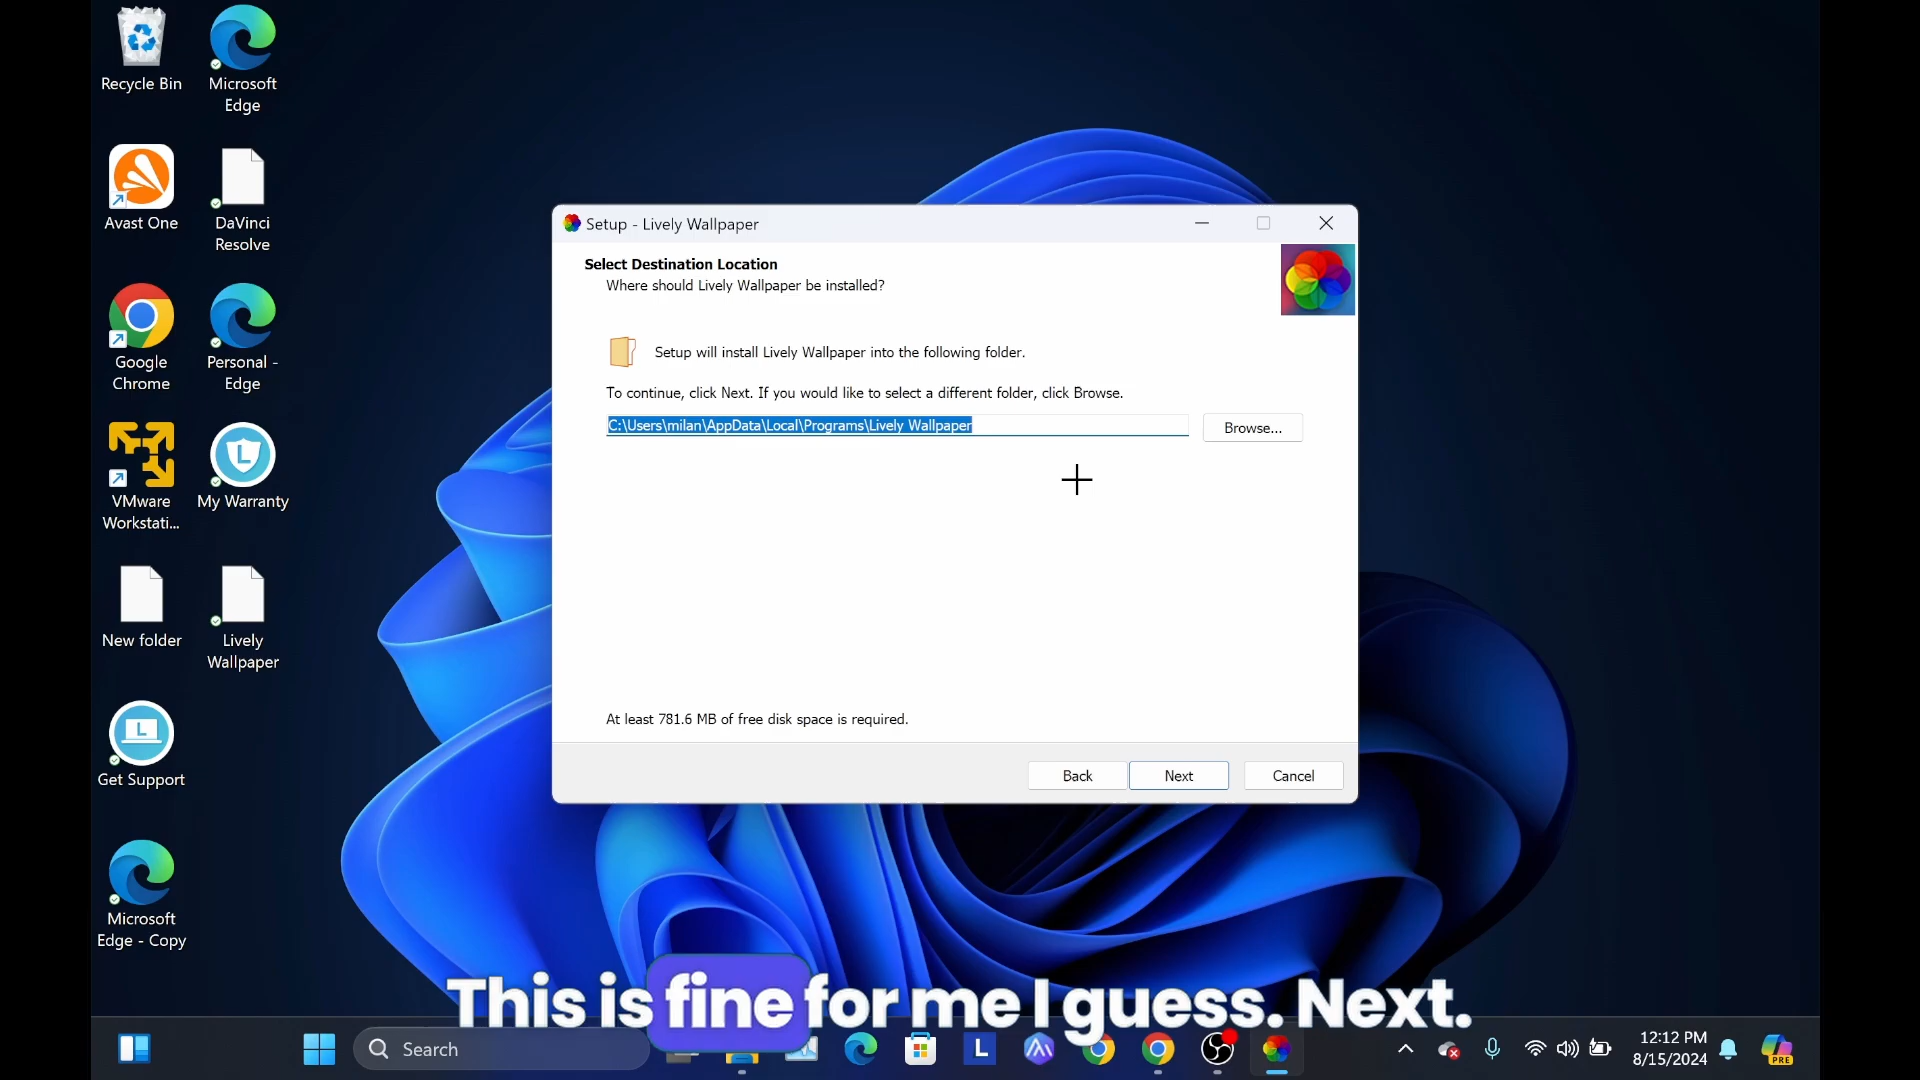 Recycle Bin
Microsoft
Edge
Avast One
DaVinci
Resolve
Google
Chrome
Personal -
Edge
VMware
Workstati...
My Warranty
New folder
Lively
Wallpaper
Get Support
Microsoft
Edge - Copy
Setup - Lively Wallpaper
Select Destination Location
Where should Lively Wallpaper be installed?
Setup will install Lively Wallpaper into the following folder.
To continue, click Next. If you would like to select a different folder, click Browse.
C:\Users\milan\AppData\Local\Programs\Lively Wallpaper
Browse...
At least 781.6 MB of free disk space is required.
Back
Next
Cancel
This is fine for me I guess. Next.
Search
L
12:12 PM
8/15/2024
PRE